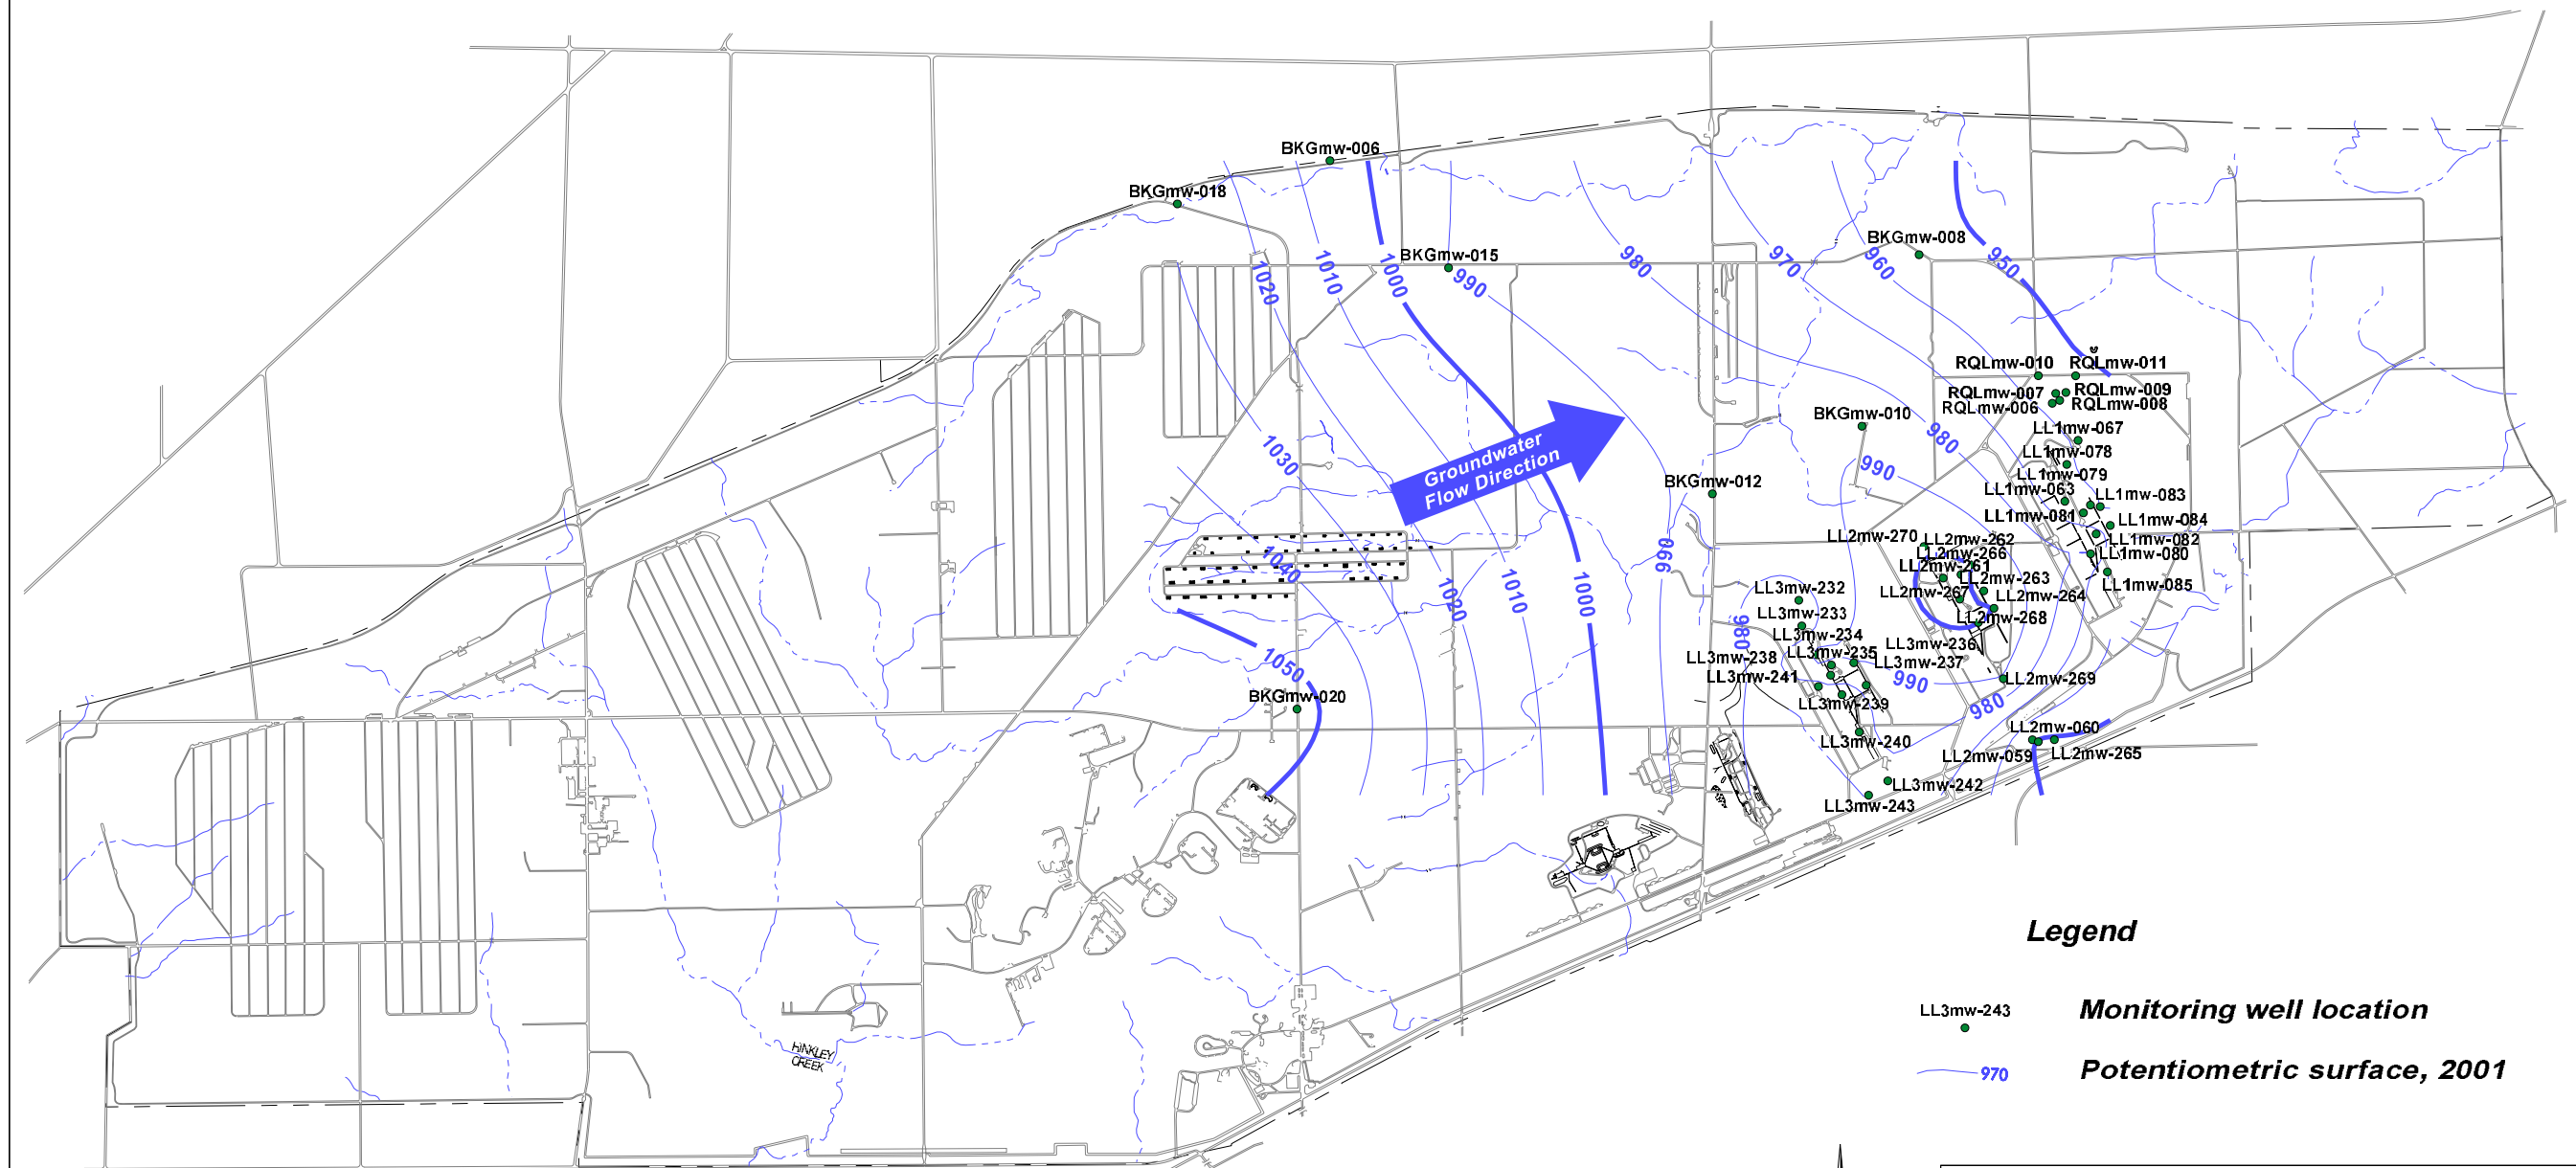 BKGmw-006
BKGmw-018
BKGmw-008
BKGmw-015
1020
1010
1000
990
980
970
960
950
RQLmw-010
RQLmw-011
RQLmw-007
RQLmw-009
RQLmw-006
RQLmw-008
BKGmw-010
LL1mw-067
980
1030
Groundwater
Flow Direction
LL1mw-078
990
LL1mw-079
BKGmw-012
LL1mw-063
LL1mw-083
LL1mw-081
LL1mw-084
LL2mw-270
LL2mw-262
LL1mw-082
990
1040
LL2mw-266
LL1mw-080
LL2mw-261
LL2mw-263
LL1mw-085
LL3mw-232
LL2mw-267
LL2mw-264
1020
1010
1000
LL3mw-233
LL2mw-268
980
LL3mw-234
LL3mw-236
LL3mw-238
LL3mw-235
LL3mw-237
1050
LL3mw-241
990
LL2mw-269
BKGmw-020
LL3mw-239
980
LL3mw-240
LL2mw-060
LL2mw-059
LL2mw-265
LL3mw-242
LL3mw-243
Legend
LL3mw-243
Monitoring well location
970
Potentiometric surface, 2001
HINKLEY
CREEK